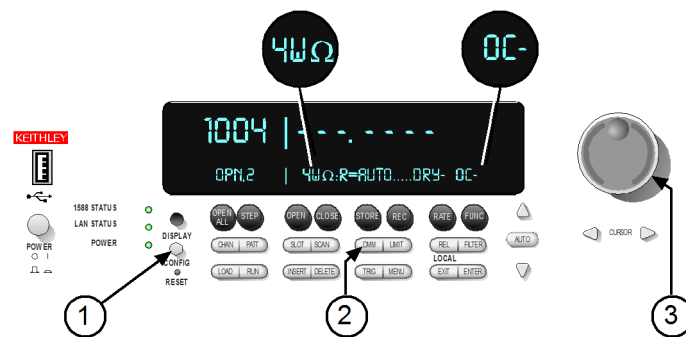 4WΩ
OC-
1004 | ---.----
OPN,2 | 4WΩ:R=AUTO.....DRY- OC-
KEITHLEY
1588 STATUS
LAN STATUS
POWER
POWER
O I
DISPLAY
CONFIG
RESET
OPEN ALL STEP OPEN CLOSE STORE REC RATE FUNC
CHAN PATT SLOT SCAN DMM LIMIT REL FILTER AUTO
LOCAL
LOAD RUN INSERT DELETE TRIG MENU EXIT ENTER
CURSOR
1
2
3